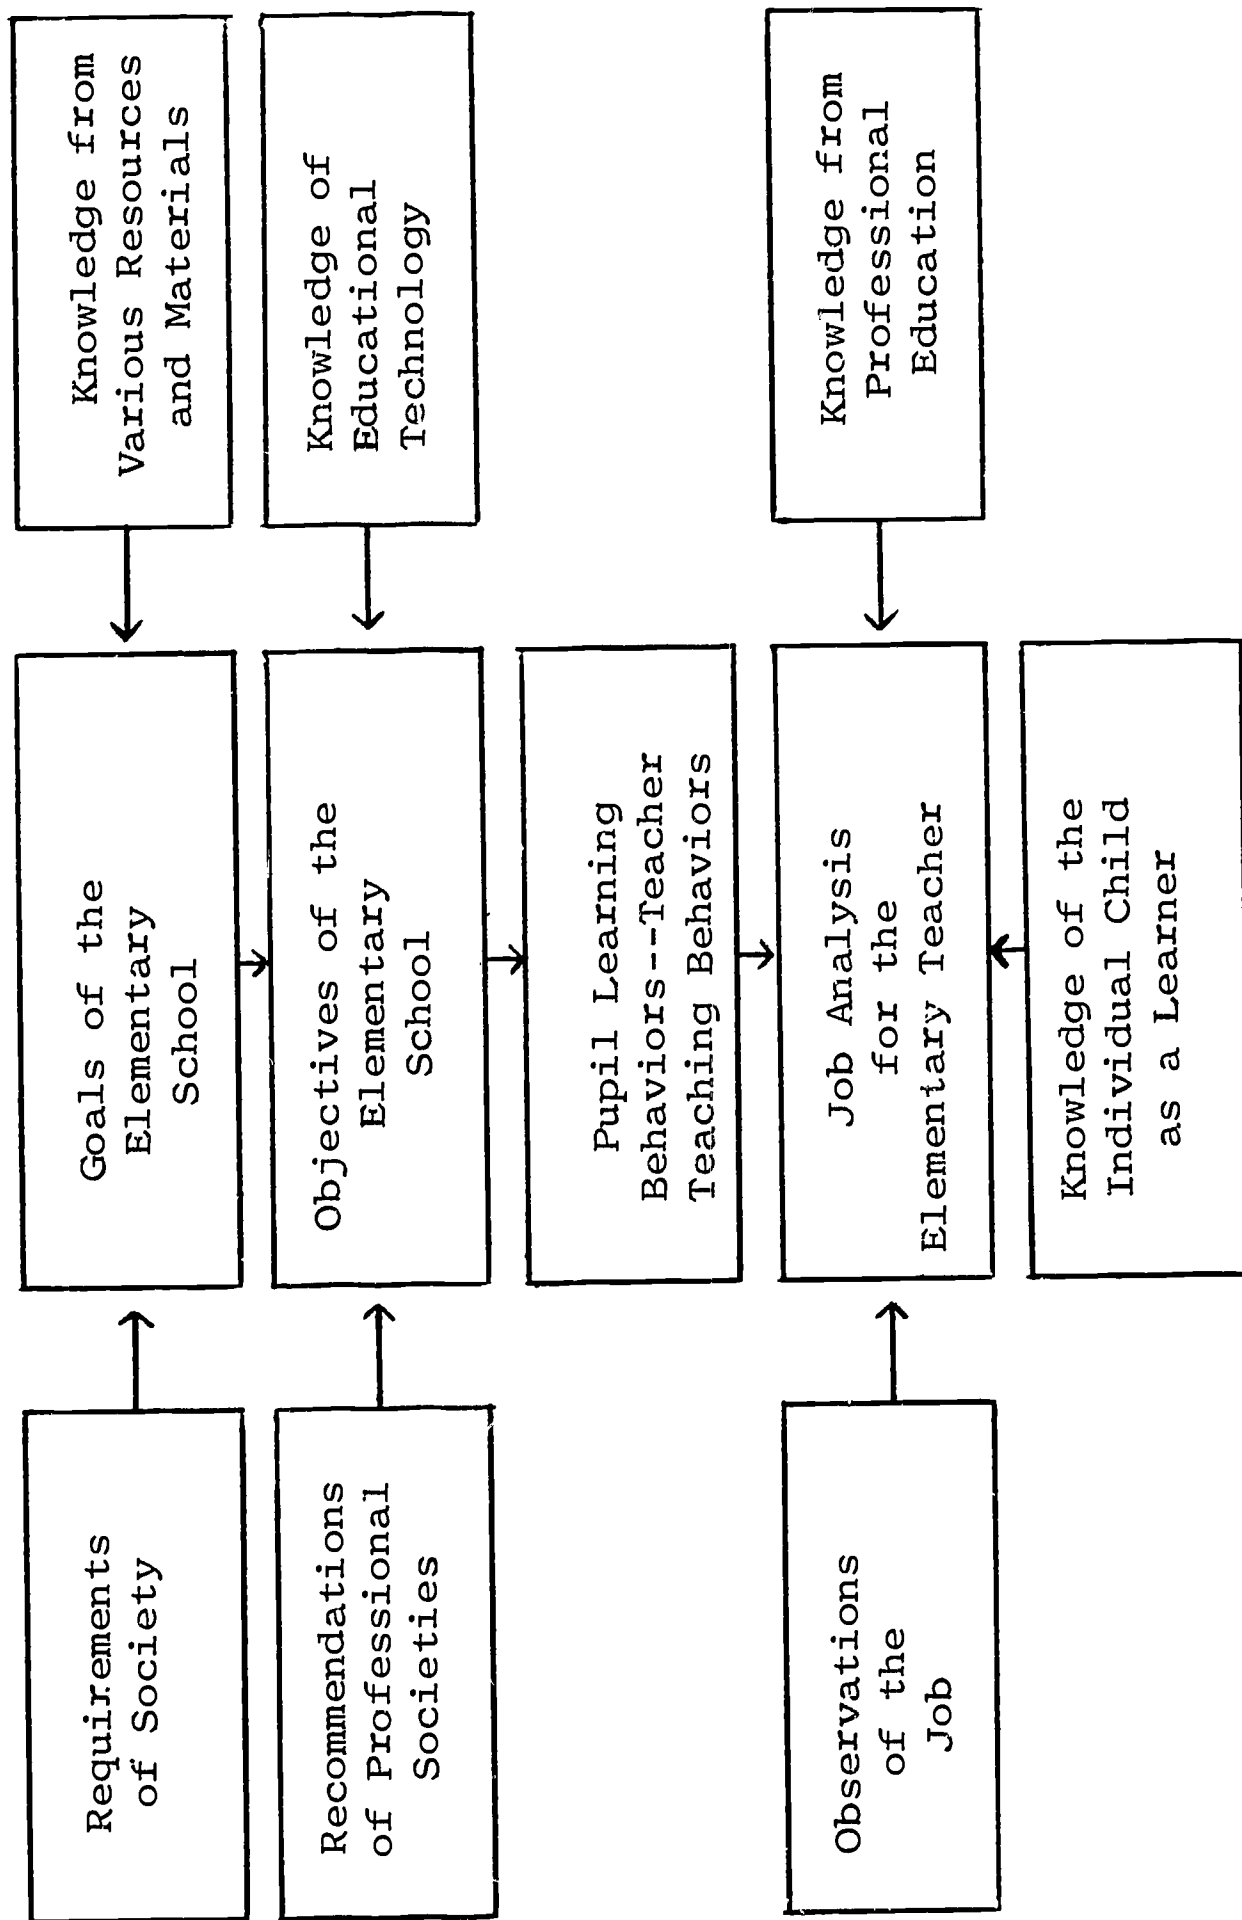 Requirements
of Society
Goals of the
Elementary
School
Knowledge from
Various Resources
and Materials
Recommendations
of Professional
Societies
Objectives of the
Elementary
School
Knowledge of
Educational
Technology
Pupil Learning
Behaviors--Teacher
Teaching Behaviors
Observations
of the
Job
Job Analysis
for the
Elementary Teacher
Knowledge from
Professional
Education
Knowledge of the
Individual Child
as a Learner